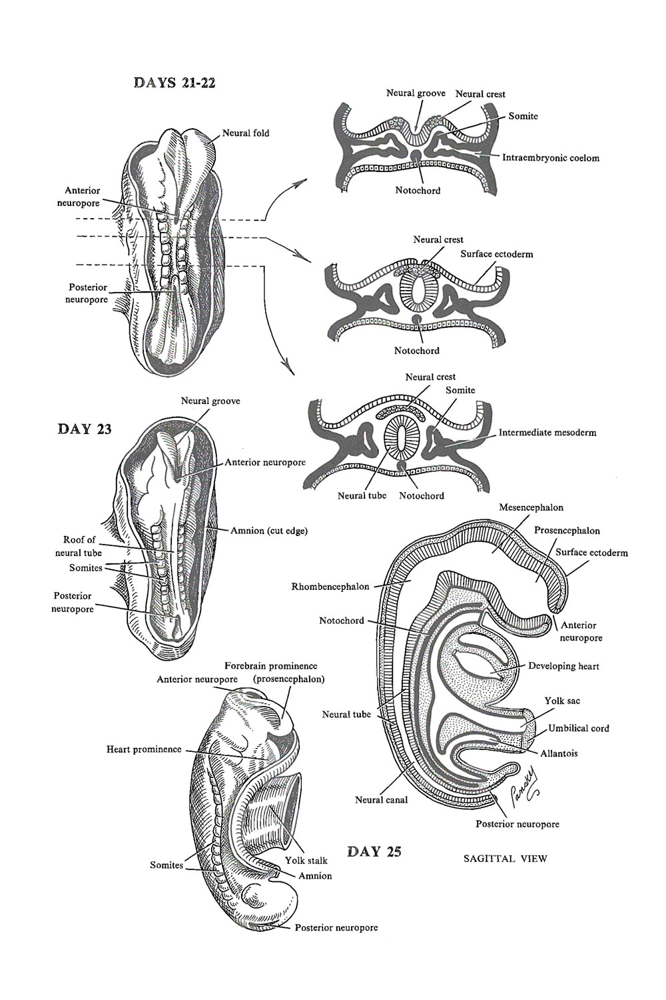 DAYS 21-22
Neural fold
Anterior
neuropore
Posterior
neuropore
Neural groove
Neural crest
Somite
Intraembryonic coelom
Notochord
Neural crest
Surface ectoderm
Notochord
Neural crest
Somite
Intermediate mesoderm
Neural tube
Notochord
DAY 23
Neural groove
Anterior neuropore
Amnion (cut edge)
Roof of
neural tube
Somites
Posterior
neuropore
Mesencephalon
Prosencephalon
Surface ectoderm
Rhombencephalon
Notochord
Anterior
neuropore
Developing heart
Yolk sac
Neural tube
Umbilical cord
Allantois
Neural canal
Pansky
Posterior neuropore
SAGITTAL VIEW
DAY 25
Forebrain prominence
(prosencephalon)
Anterior neuropore
Heart prominence
Somites
Yolk stalk
Amnion
Posterior neuropore